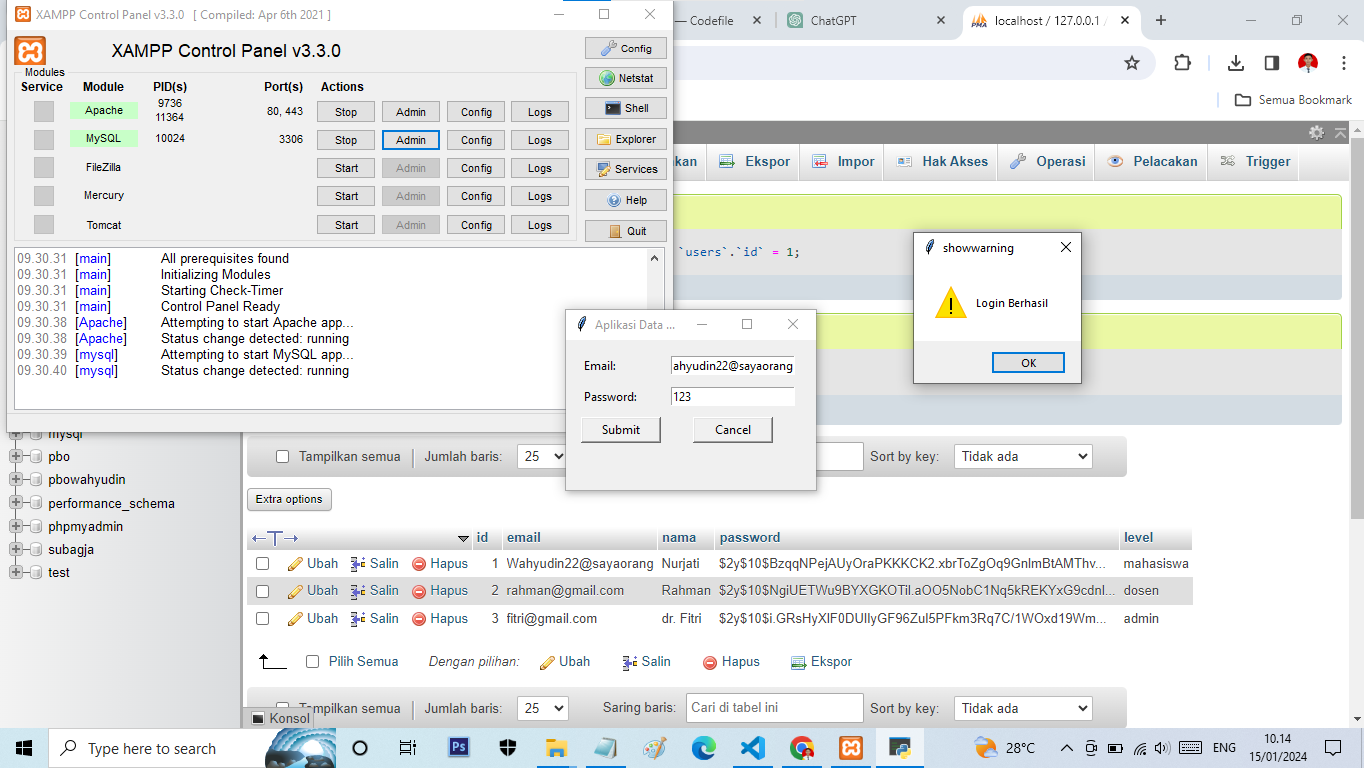 XAMPP Control Panel v3.3.0 [ Compiled: Apr 6th 2021 ]
— Codefile
ChatGPT
localhost / 127.0.0.1 /
XAMPP Control Panel v3.3.0
Config
Netstat
Shell
Explorer
Services
Help
Quit
Semua Bookmark
Modules
Service Module PID(s) Port(s) Actions
Apache 9736 11364 80, 443 Stop Admin Config Logs
MySQL 10024 3306 Stop Admin Config Logs
FileZilla Start Admin Config Logs
Mercury Start Admin Config Logs
Tomcat Start Admin Config Logs
09.30.31 [main] All prerequisites found
09.30.31 [main] Initializing Modules
09.30.31 [main] Starting Check-Timer
09.30.31 [main] Control Panel Ready
09.30.38 [Apache] Attempting to start Apache app...
09.30.38 [Apache] Status change detected: running
09.30.39 [mysql] Attempting to start MySQL app...
09.30.40 [mysql] Status change detected: running
kan Ekspor Impor Hak Akses Operasi Pelacakan Trigger
`users`.`id` = 1;
showwarning
Login Berhasil
OK
Aplikasi Data ...
Email: ahyudin22@sayaorang
Password: 123
Submit Cancel
mysql
pbo
pbowahyudin
performance_schema
phpmyadmin
subagja
test
Tampilkan semua Jumlah baris: 25 Sort by key: Tidak ada
Extra options
id email nama password level
Ubah Salin Hapus 1 Wahyudin22@sayaorang Nurjati $2y$10$BzqqNPejAUyOraPKKKCK2.xbrToZgOq9GnlmBtAMThv... mahasiswa
Ubah Salin Hapus 2 rahman@gmail.com Rahman $2y$10$NgiUETWu9BYXGKOTiI.aOO5NobC1Nq5kREKYxG9cdnl... dosen
Ubah Salin Hapus 3 fitri@gmail.com dr. Fitri $2y$10$i.GRsHyXIF0DUIlyGF96ZuI5PFkm3Rq7C/1WOxd19Wm... admin
Pilih Semua Dengan pilihan: Ubah Salin Hapus Ekspor
Tampilkan semua Jumlah baris: 25 Saring baris: Cari di tabel ini Sort by key: Tidak ada
Konsol
Type here to search
Ps
28°C
ENG
10.14
15/01/2024